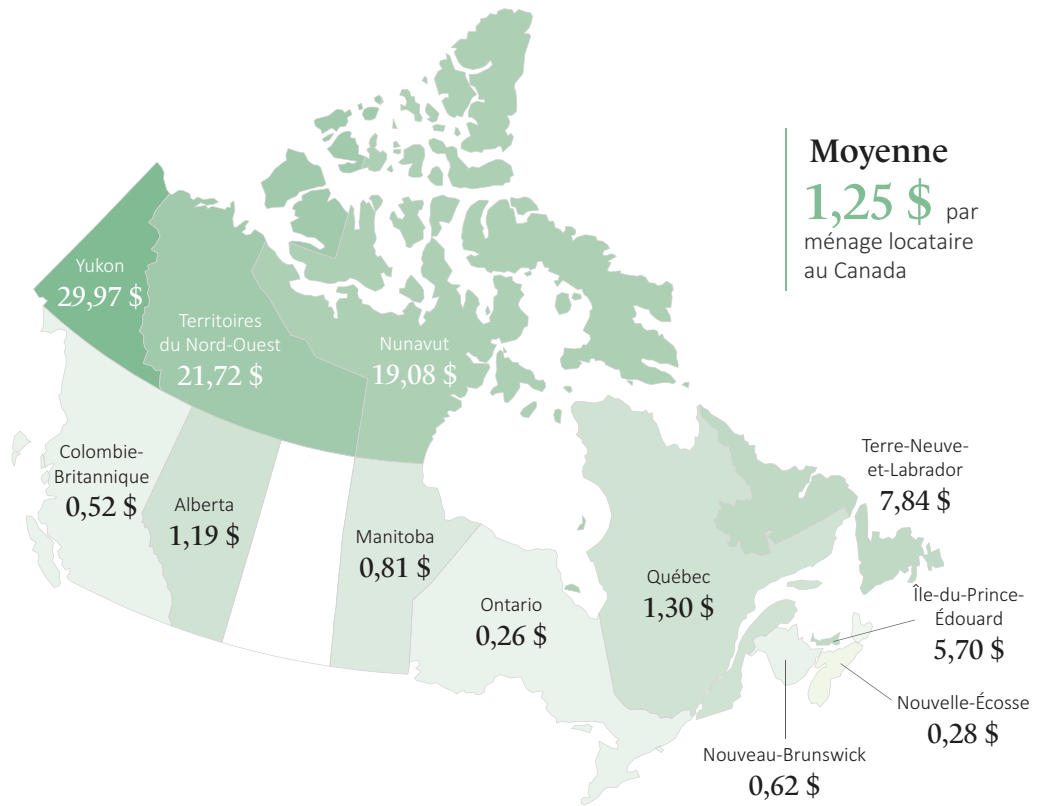 Moyenne
1,25 $ par
ménage locataire
au Canada
Yukon
29,97 $
Territoires
du Nord-Ouest
21,72 $
Nunavut
19,08 $
Colombie-
Britannique
0,52 $
Alberta
1,19 $
Manitoba
0,81 $
Ontario
0,26 $
Québec
1,30 $
Terre-Neuve-
et-Labrador
7,84 $
Île-du-Prince-
Édouard
5,70 $
Nouvelle-Écosse
0,28 $
Nouveau-Brunswick
0,62 $